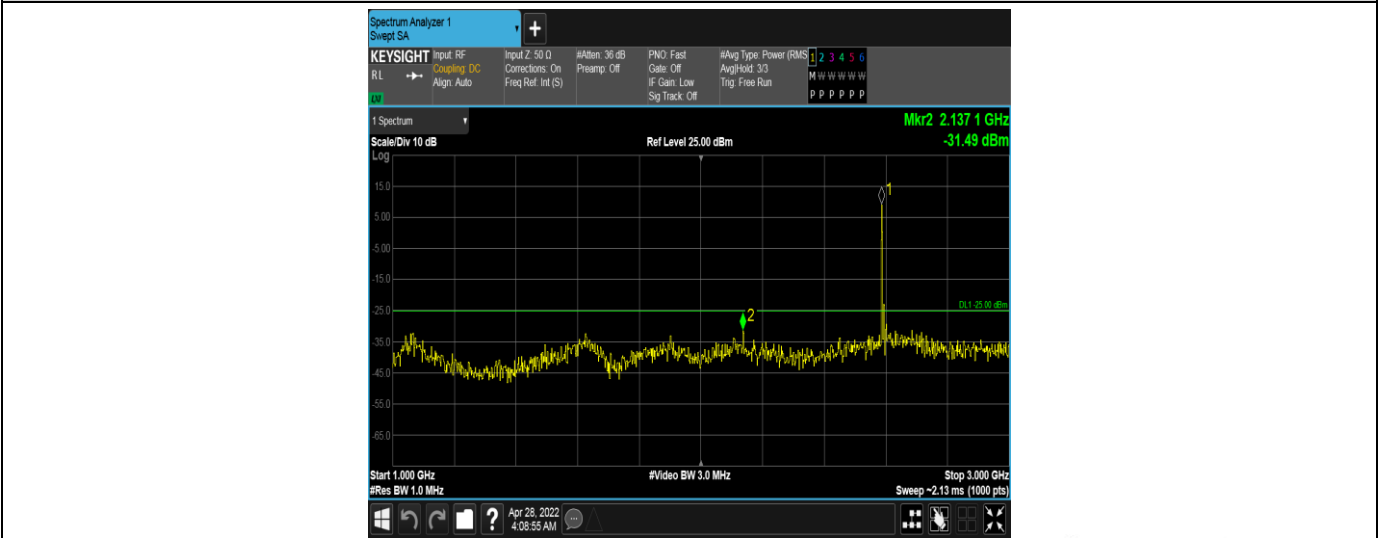 Spectrum Analyzer 1
Swept SA
+
KEYSIGHT
RL
Input: RF
Coupling: DC
Align: Auto
Input Z: 50 Ω
Corrections: On
Freq Ref: Int (S)
#Atten: 36 dB
Preamp: Off
PNO: Fast
Gate: Off
IF Gain: Low
Sig Track: Off
#Avg Type: Power (RMS
Avg|Hold: 3/3
Trig: Free Run
1 2 3 4 5 6
M W W W W W
P P P P P P
1 Spectrum
Mkr2 2.137 1 GHz
Scale/Div 10 dB
Ref Level 25.00 dBm
-31.49 dBm
Log
15.0
1
5.00
-5.00
-15.0
DL1 -25.00 dBm
-25.0
2
-35.0
-45.0
-55.0
-65.0
Start 1.000 GHz
#Video BW 3.0 MHz
Stop 3.000 GHz
#Res BW 1.0 MHz
Sweep ~2.13 ms (1000 pts)
?
Apr 28, 2022
4:08:55 AM